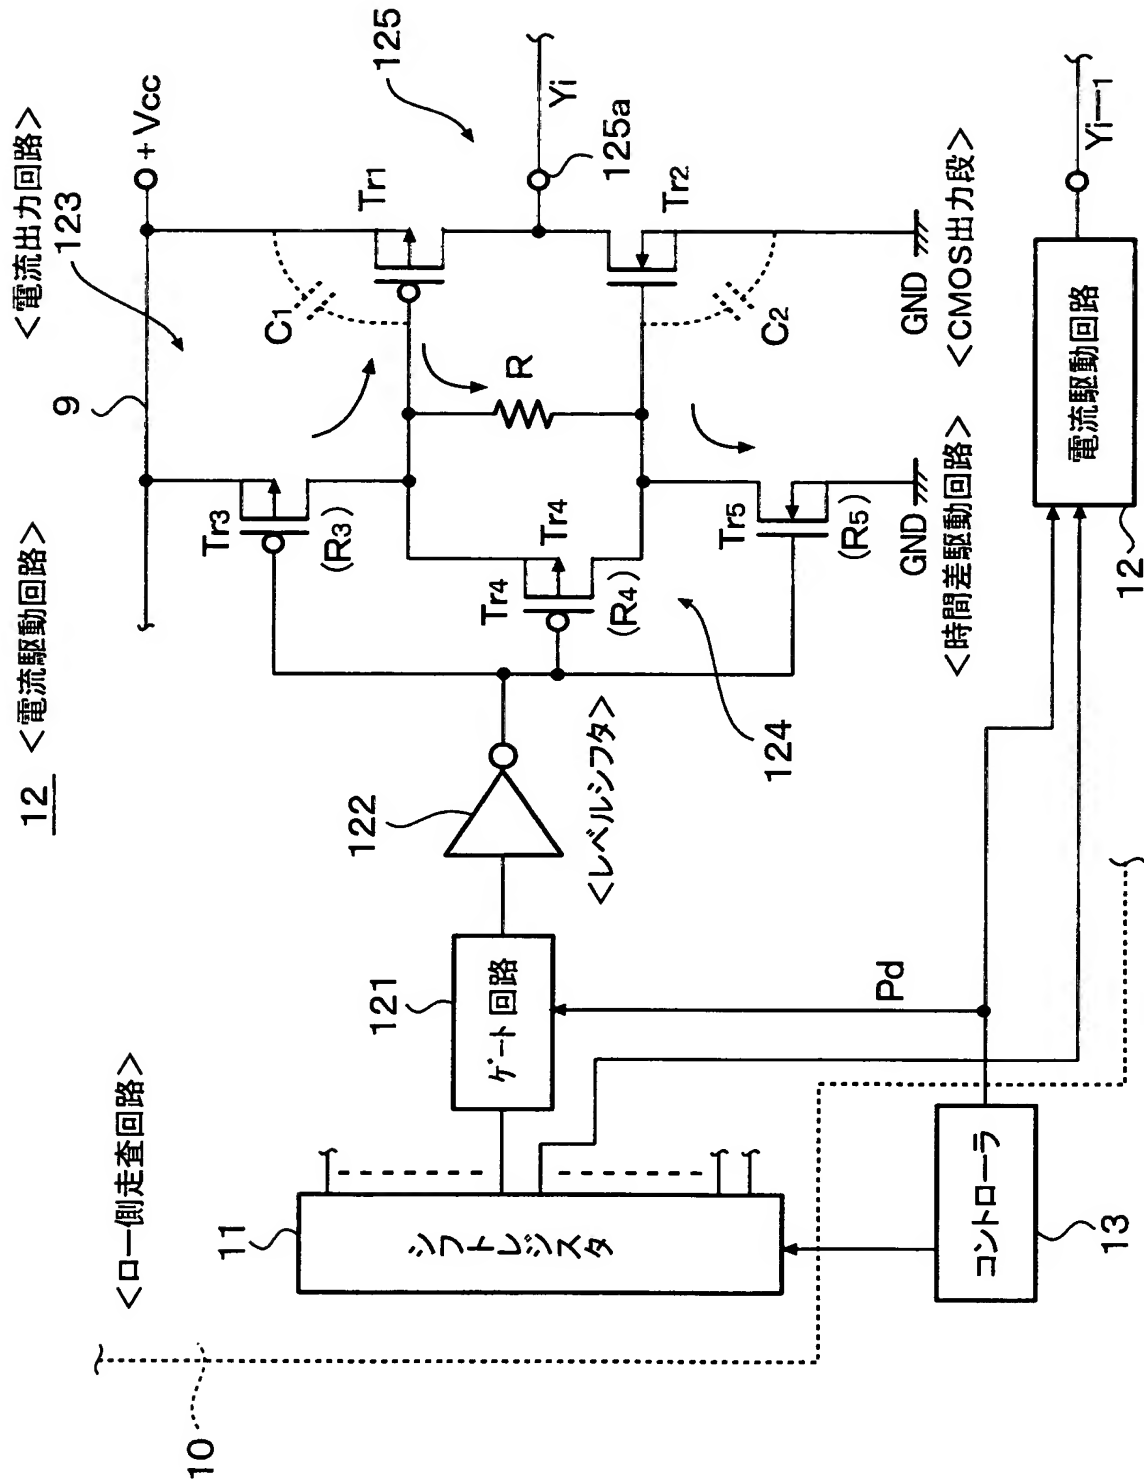 12 <電流駆動回路>
<電流出力回路>
123
9
+Vcc
Tr3
(R3)
C1
Tr1
125
R
Yi
125a
Tr4
Tr4
(R4)
Tr2
C2
Tr5
(R5)
GND
<CMOS出力段>
GND
<時間差駆動回路>
124
122
<レベルシフタ>
<ロー側走査回路>
121
ゲート回路
11
シフトレジスタ
10
Pd
コントローラ
13
電流駆動回路
12
Yi−1